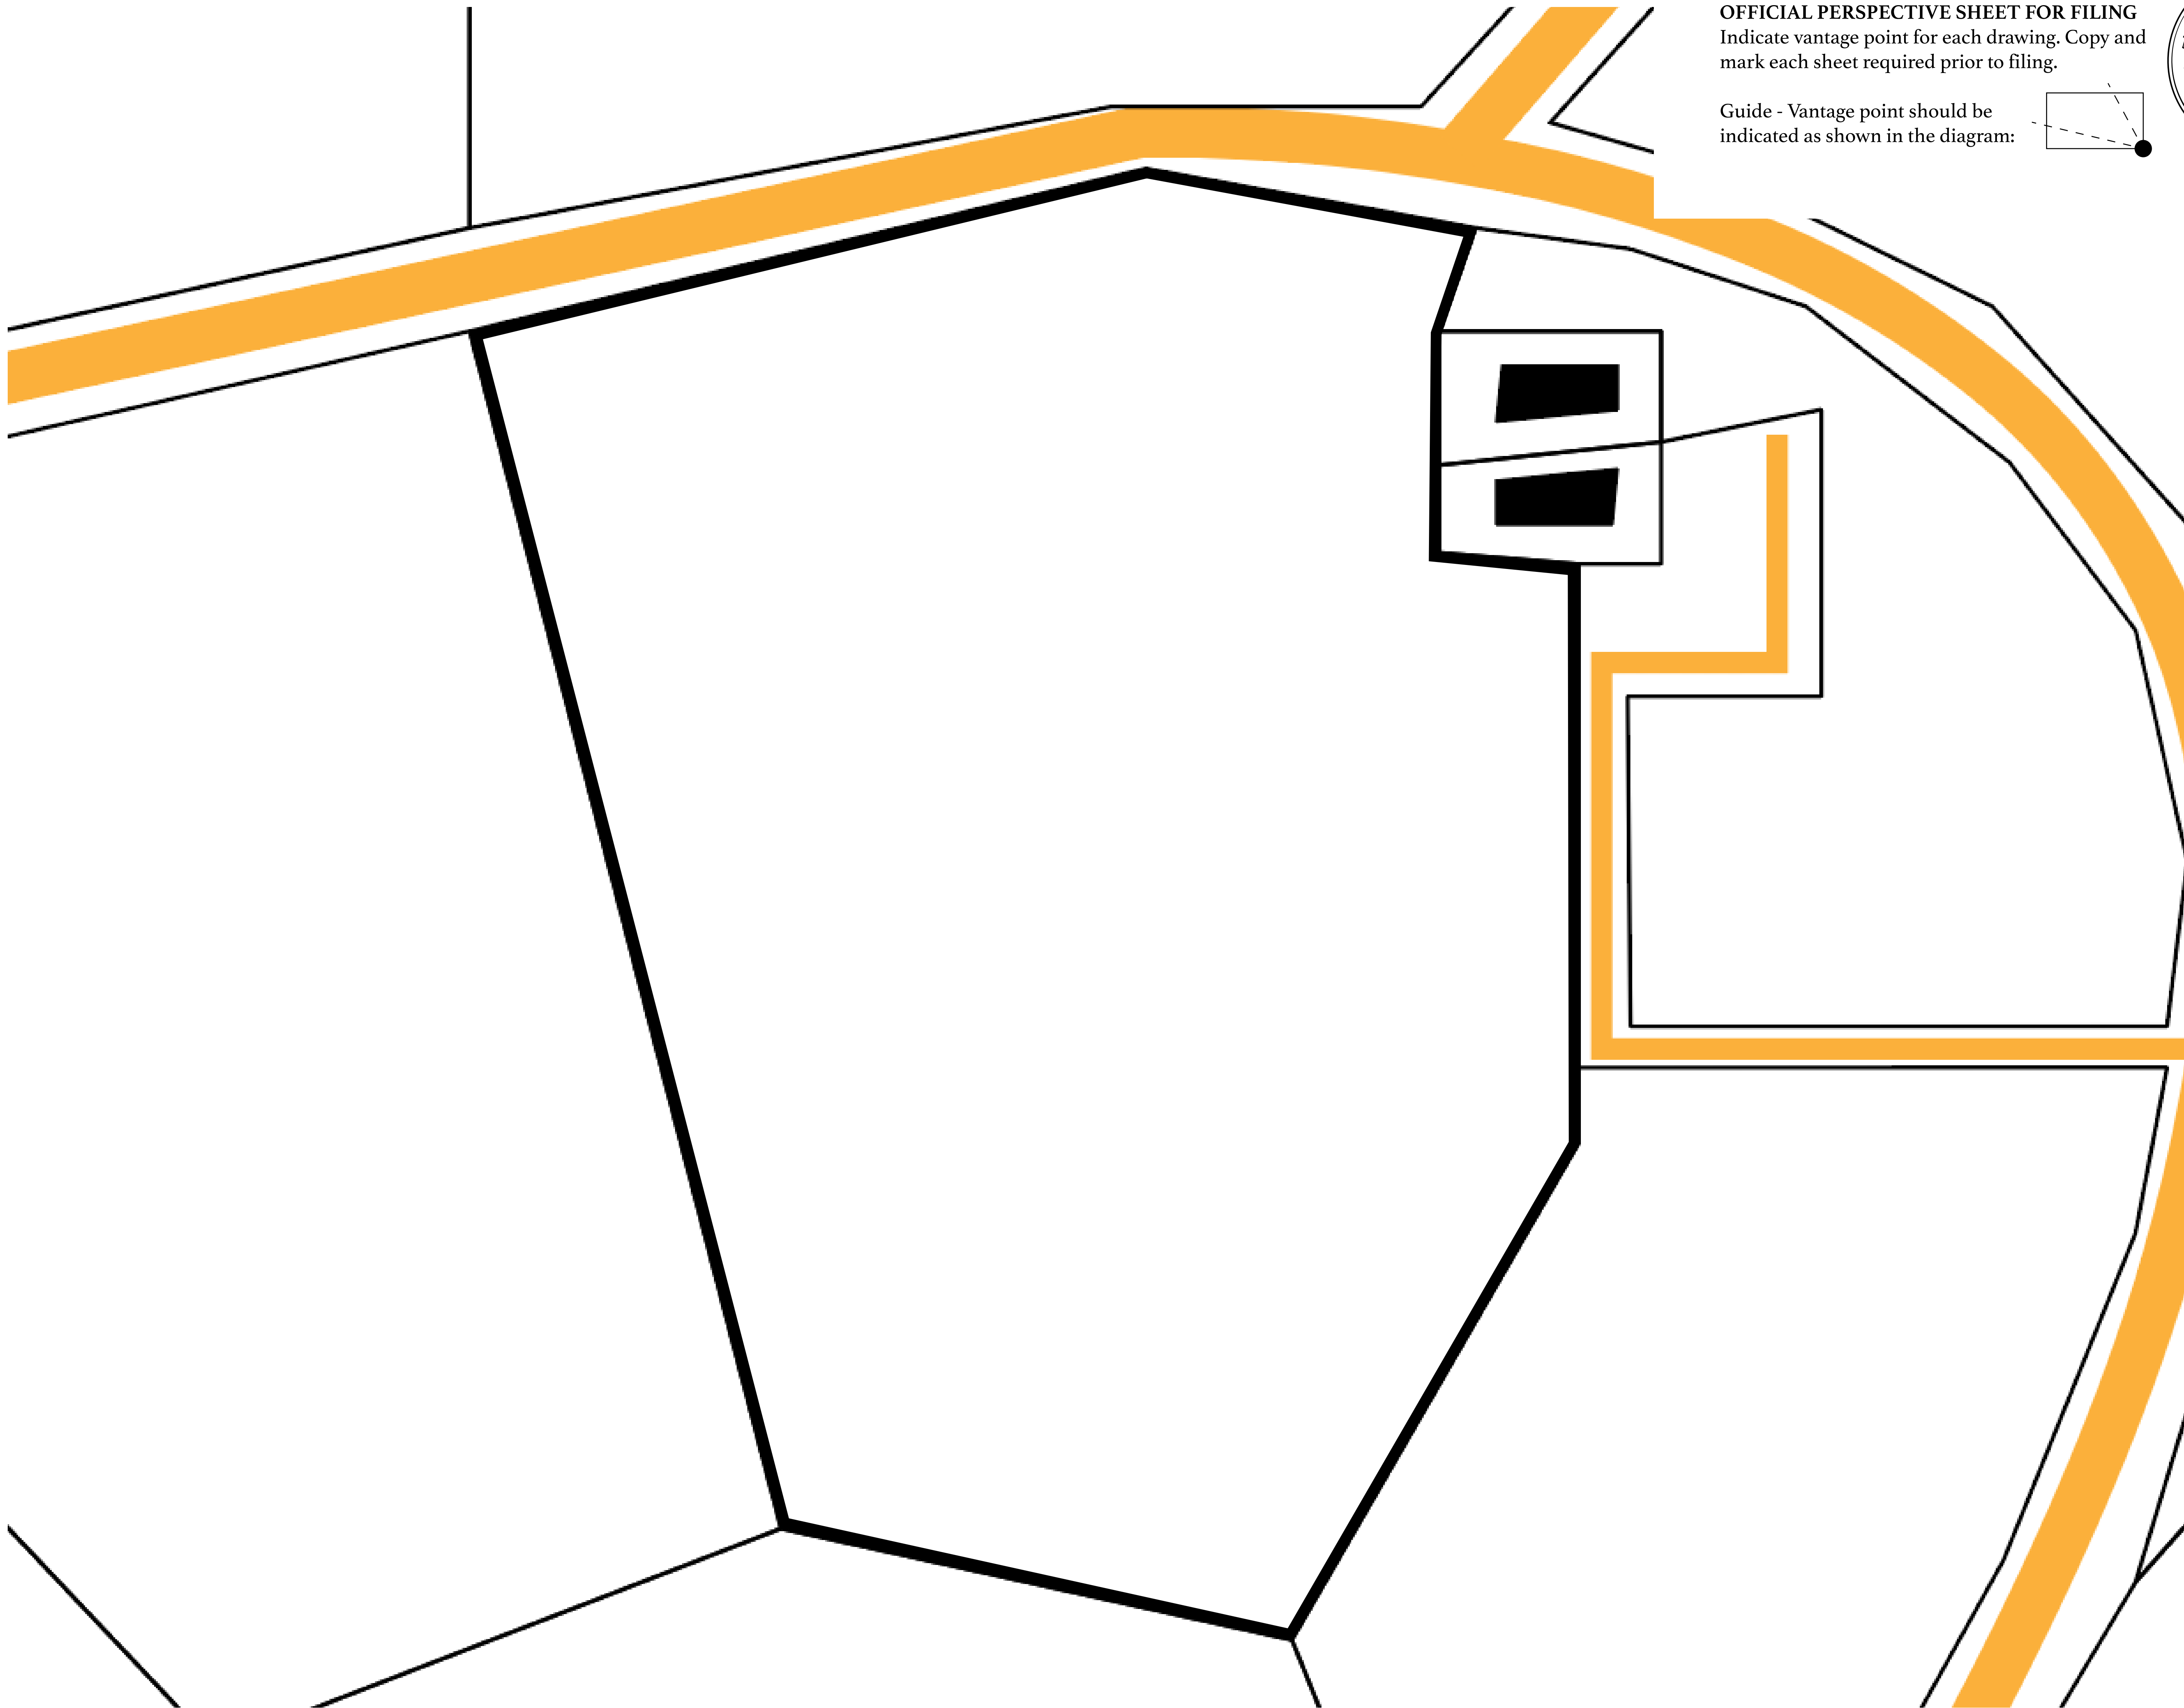 OFFICIAL PERSPECTIVE SHEET FOR FILING
Indicate vantage point for each drawing. Copy and
mark each sheet required prior to filing.
Guide - Vantage point should be
indicated as shown in the diagram: